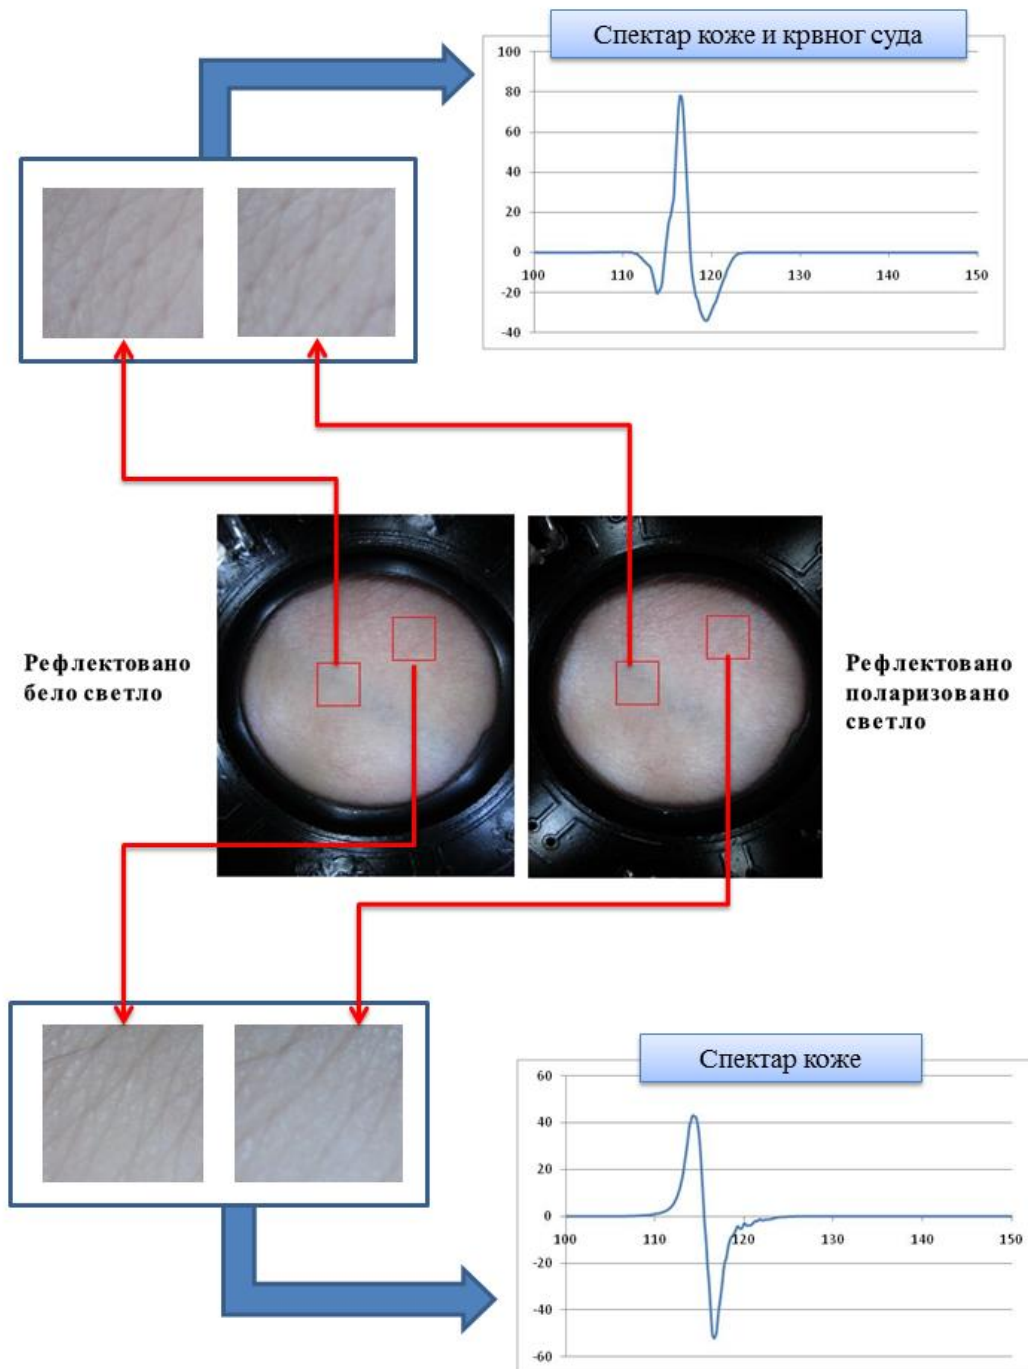 Спектар коже и крвног суда
100
80
60
40
20
0
-20
-40
100 110 120 130 140 150
Рефлектовано
бело светло
Рефлектовано
поларизовано
светло
Спектар коже
60
40
20
0
-20
-40
-60
100 110 120 130 140 150